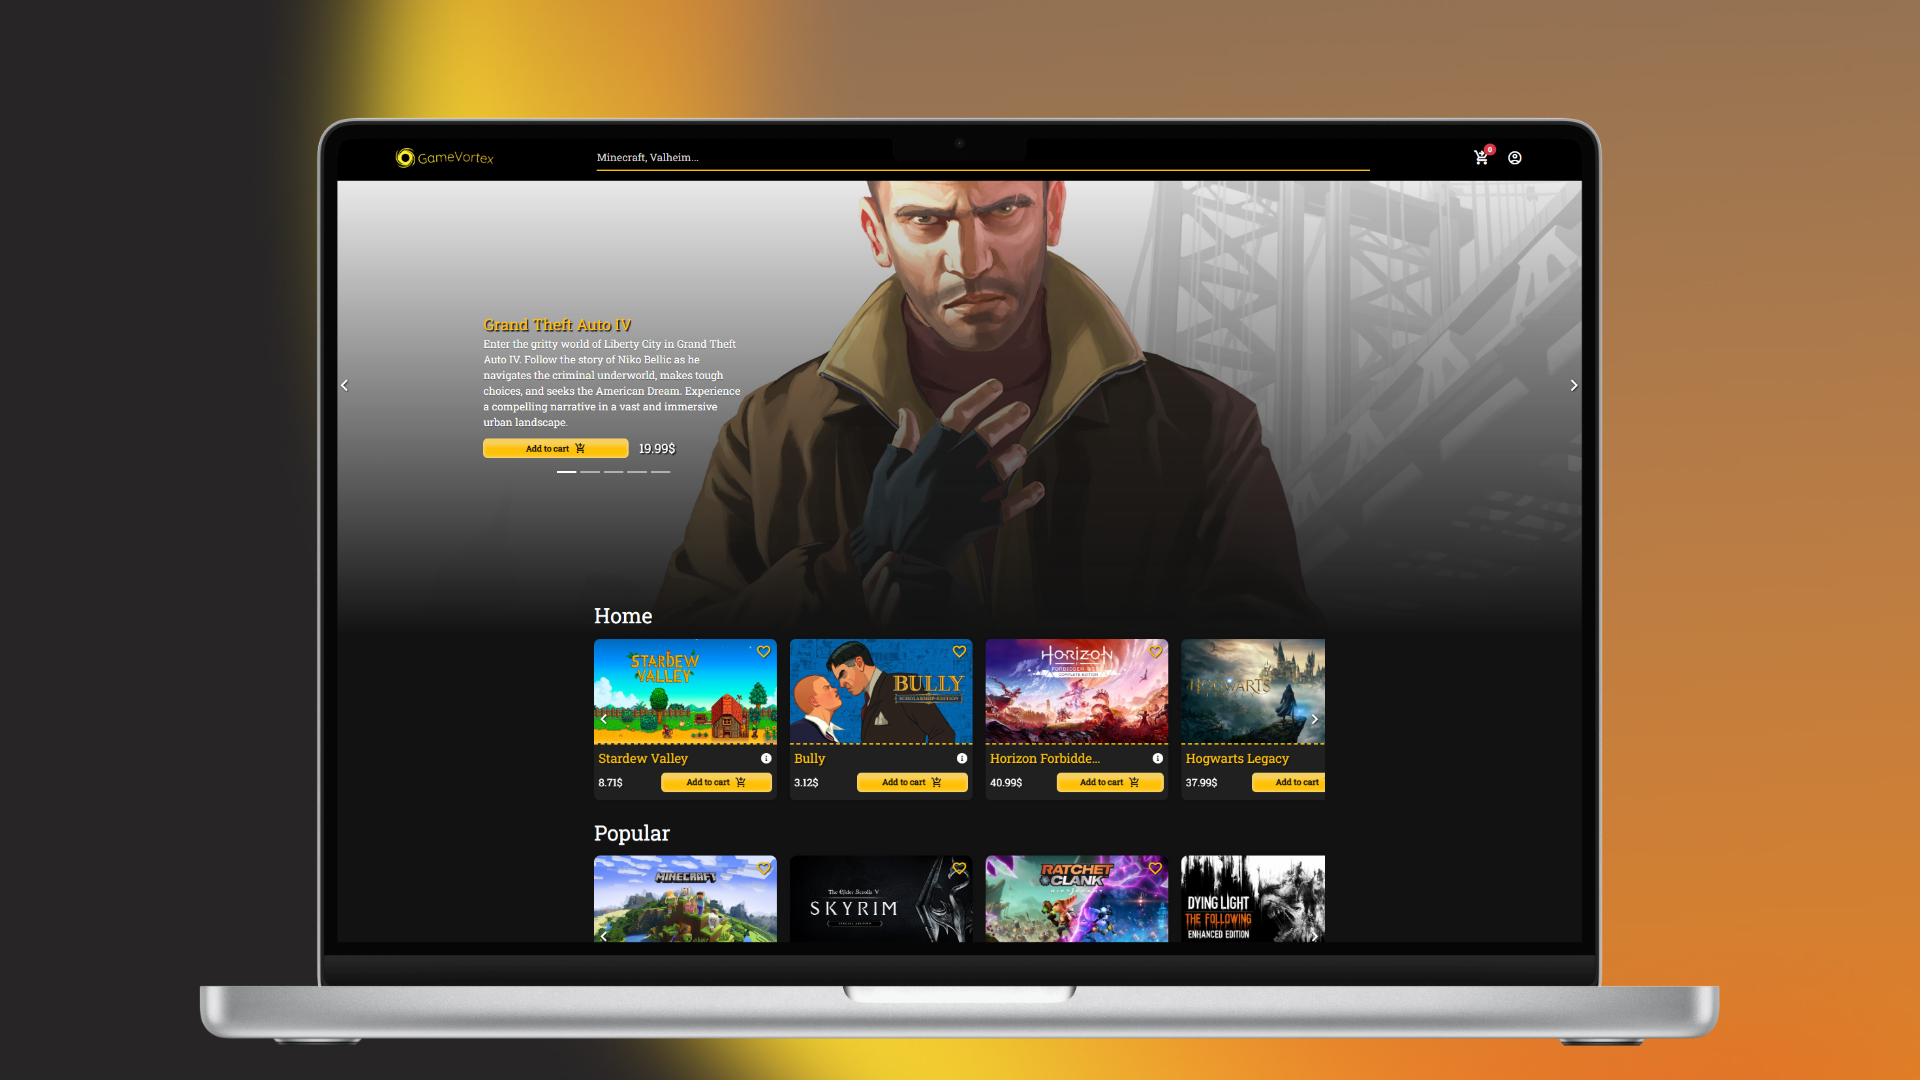 GameVortex
Minecraft, Valheim...
0
Grand Theft Auto IV
Enter the gritty world of Liberty City in Grand Theft
Auto IV. Follow the story of Niko Bellic as he
navigates the criminal underworld, makes tough
choices, and seeks the American Dream. Experience
a compelling narrative in a vast and immersive
urban landscape.
Add to cart 19.99$
Home
STARDEW
VALLEY
BULLY
SCHOLARSHIP EDITION
HORIZON
FORBIDDEN WEST
COMPLETE EDITION
HOGWARTS
Stardew Valley
Bully
Horizon Forbidde...
Hogwarts Legacy
8.71$ Add to cart
3.12$ Add to cart
40.99$ Add to cart
37.99$ Add to cart
Popular
MINECRAFT
The Elder Scrolls V
SKYRIM
SPECIAL EDITION
RATCHET
CLANK
DYING LIGHT
THE FOLLOWING
ENHANCED EDITION